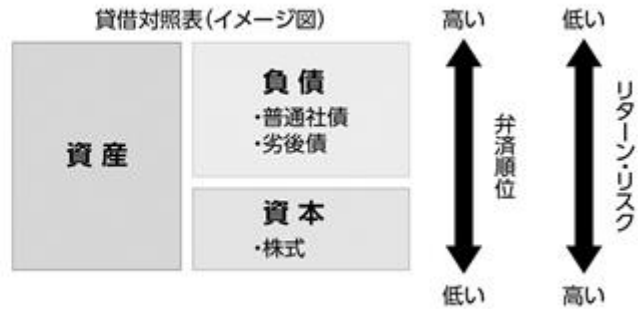 貸借対照表(イメージ図)
高い
低い
資産
負債
・普通社債
・劣後債
資本
・株式
弁済順位
リターン・リスク
低い
高い